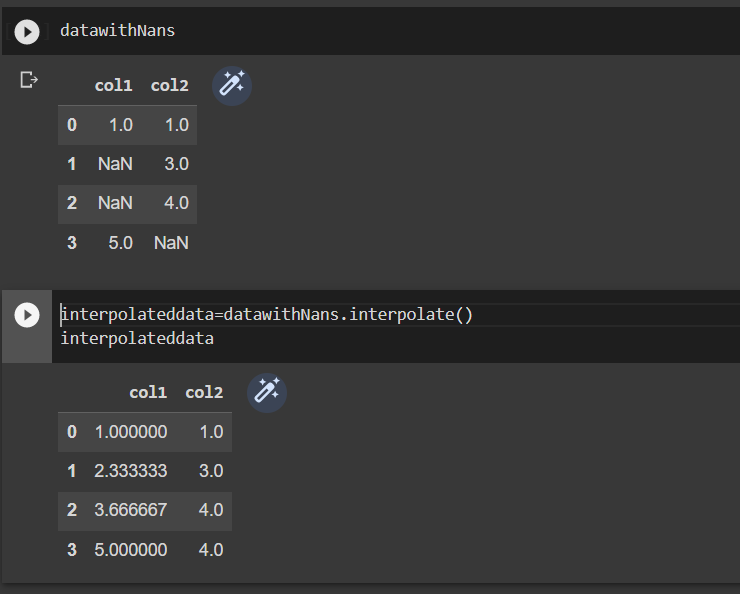 datawithNans
col1 col2
0 1.0 1.0
1 NaN 3.0
2 NaN 4.0
3 5.0 NaN
interpolateddata=datawithNans.interpolate()
interpolateddata
col1 col2
0 1.000000 1.0
1 2.333333 3.0
2 3.666667 4.0
3 5.000000 4.0